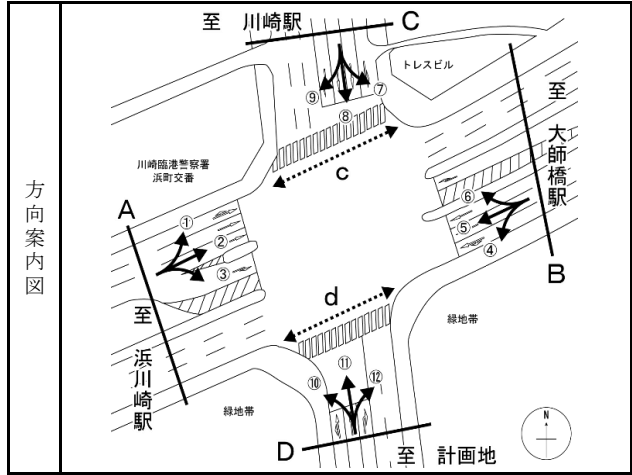 方向案内図
至 川崎駅
C
トレスビル
至 大師橋駅
⑨
⑧
⑦
川崎臨港警察署
浜町交番
c
A
①
②
③
⑥
⑤
④
B
至 浜川崎駅
d
緑地帯
緑地帯
⑩
⑪
⑫
N
D
至 計画地